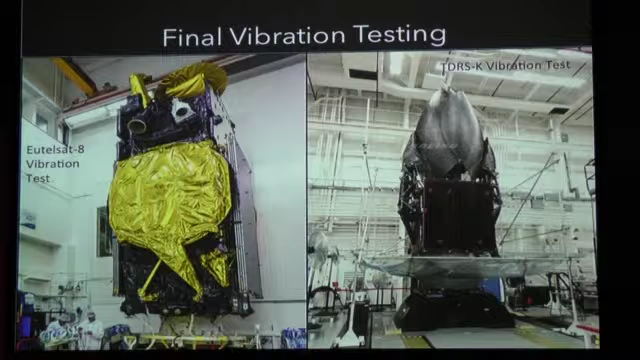 Final Vibration Testing
Eutelsat-8
Vibration
Test
TDRS-K Vibration Test